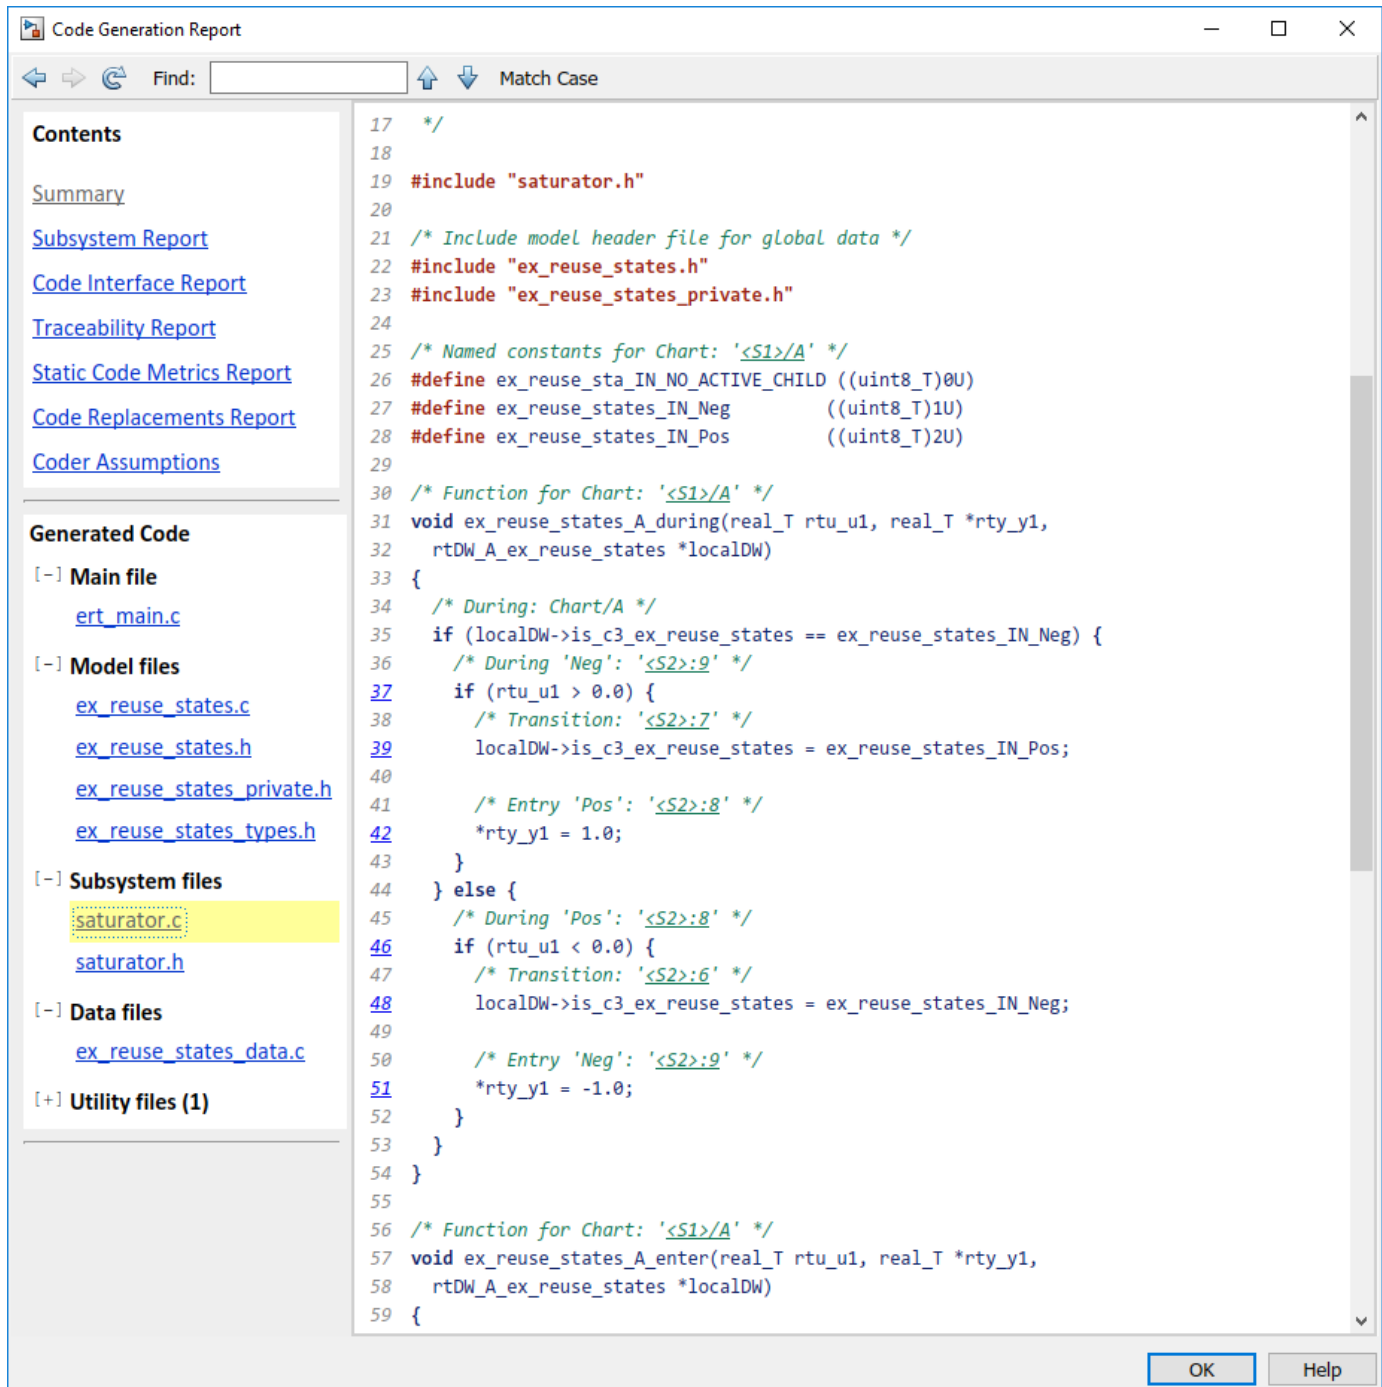 Code Generation Report
Find:
Match Case
Contents
Summary
Subsystem Report
Code Interface Report
Traceability Report
Static Code Metrics Report
Code Replacements Report
Coder Assumptions
Generated Code
[-] Main file
ert_main.c
[-] Model files
ex_reuse_states.c
ex_reuse_states.h
ex_reuse_states_private.h
ex_reuse_states_types.h
[-] Subsystem files
saturator.c
saturator.h
[-] Data files
ex_reuse_states_data.c
[+] Utility files (1)
17 */
18
19 #include "saturator.h"
20
21 /* Include model header file for global data */
22 #include "ex_reuse_states.h"
23 #include "ex_reuse_states_private.h"
24
25 /* Named constants for Chart: '<S1>/A' */
26 #define ex_reuse_sta_IN_NO_ACTIVE_CHILD ((uint8_T)0U)
27 #define ex_reuse_states_IN_Neg ((uint8_T)1U)
28 #define ex_reuse_states_IN_Pos ((uint8_T)2U)
29
30 /* Function for Chart: '<S1>/A' */
31 void ex_reuse_states_A_during(real_T rtu_u1, real_T *rty_y1,
32 rtDW_A_ex_reuse_states *localDW)
33 {
34 /* During: Chart/A */
35 if (localDW->is_c3_ex_reuse_states == ex_reuse_states_IN_Neg) {
36 /* During 'Neg': '<S2>:9' */
37 if (rtu_u1 > 0.0) {
38 /* Transition: '<S2>:7' */
39 localDW->is_c3_ex_reuse_states = ex_reuse_states_IN_Pos;
40
41 /* Entry 'Pos': '<S2>:8' */
42 *rty_y1 = 1.0;
43 }
44 } else {
45 /* During 'Pos': '<S2>:8' */
46 if (rtu_u1 < 0.0) {
47 /* Transition: '<S2>:6' */
48 localDW->is_c3_ex_reuse_states = ex_reuse_states_IN_Neg;
49
50 /* Entry 'Neg': '<S2>:9' */
51 *rty_y1 = -1.0;
52 }
53 }
54 }
55
56 /* Function for Chart: '<S1>/A' */
57 void ex_reuse_states_A_enter(real_T rtu_u1, real_T *rty_y1,
58 rtDW_A_ex_reuse_states *localDW)
59 {
OK
Help